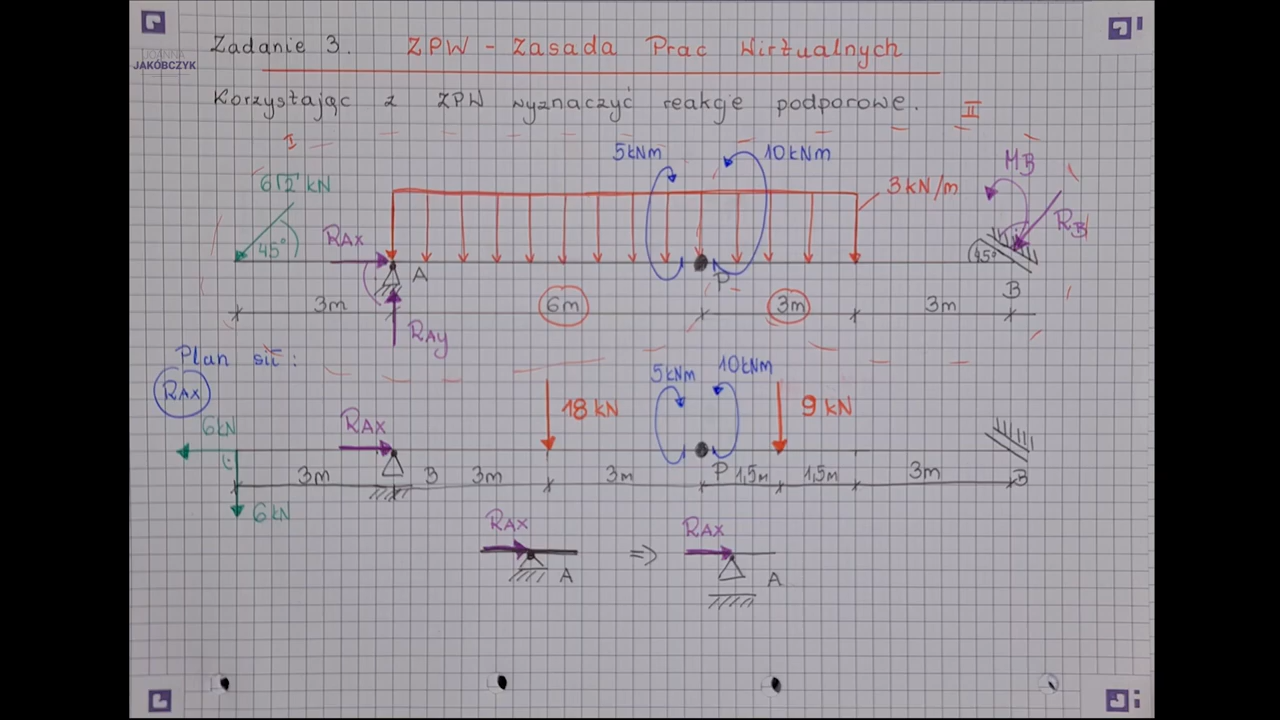 Zadanie 3. ZPW - Zasada Prac Wirtualnych
JOANNA
JAKÓBCZYK
Korzystając z ZPW wyznaczyć reakcje podporowe.
I
II
5kNm
10kNm
MB
6√2 kN
3kN/m
45°
RAX
RB
45°
A
P
B
3m
6m
3m
3m
RAy
Plan sił:
RAX
5kNm
10kNm
18 kN
9 kN
6kN
RAX
3m
B
3m
3m
P
1,5m
1,5m
3m
B
6kN
RAX
=>
RAX
A
A